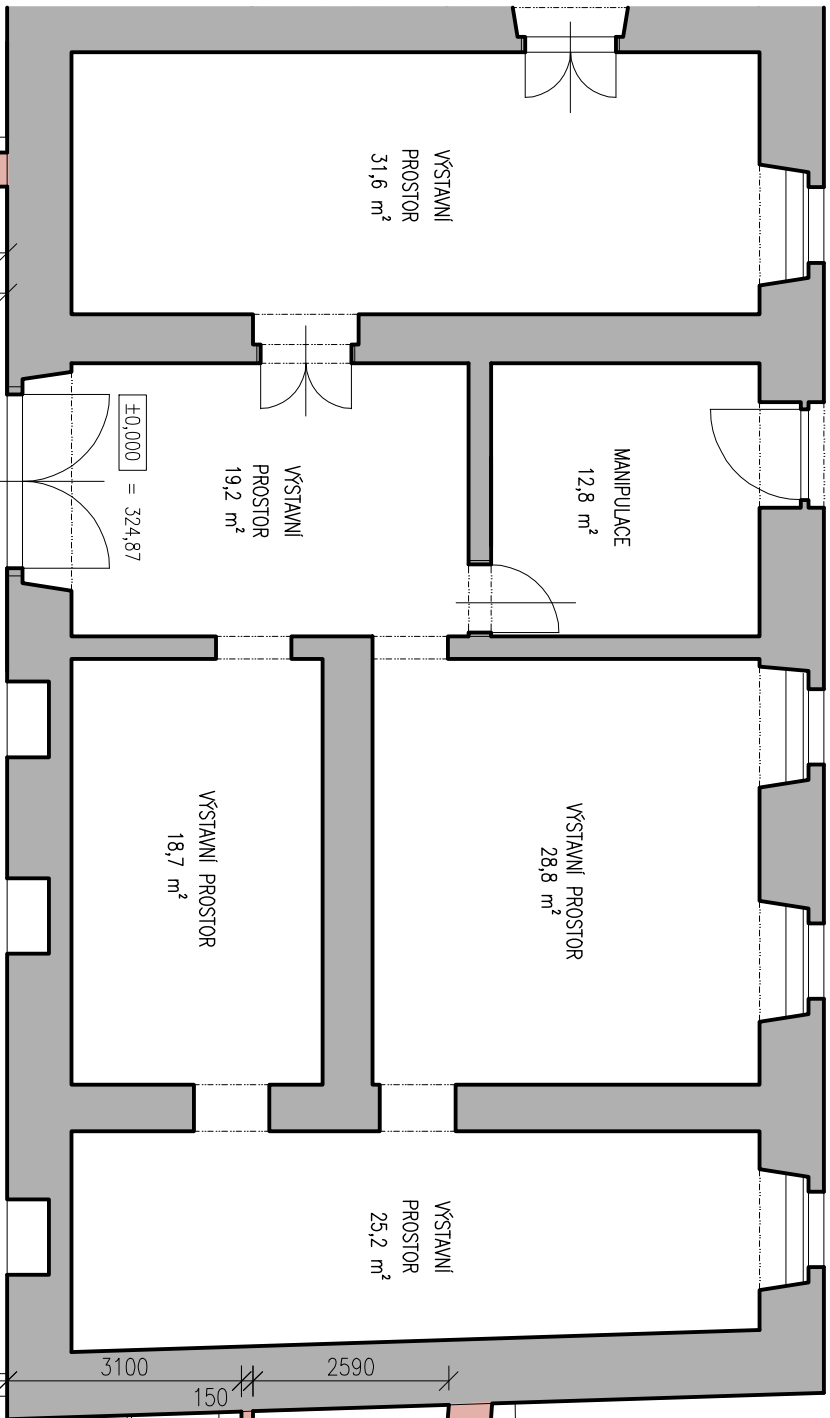 VÝSTAVNÍ
PROSTOR
31,6 m²
MANIPULACE
12,8 m²
VÝSTAVNÍ
PROSTOR
19,2 m²
±0,000 = 324,87
VÝSTAVNÍ PROSTOR
28,8 m²
VÝSTAVNÍ PROSTOR
18,7 m²
VÝSTAVNÍ
PROSTOR
25,2 m²
3100
150
2590